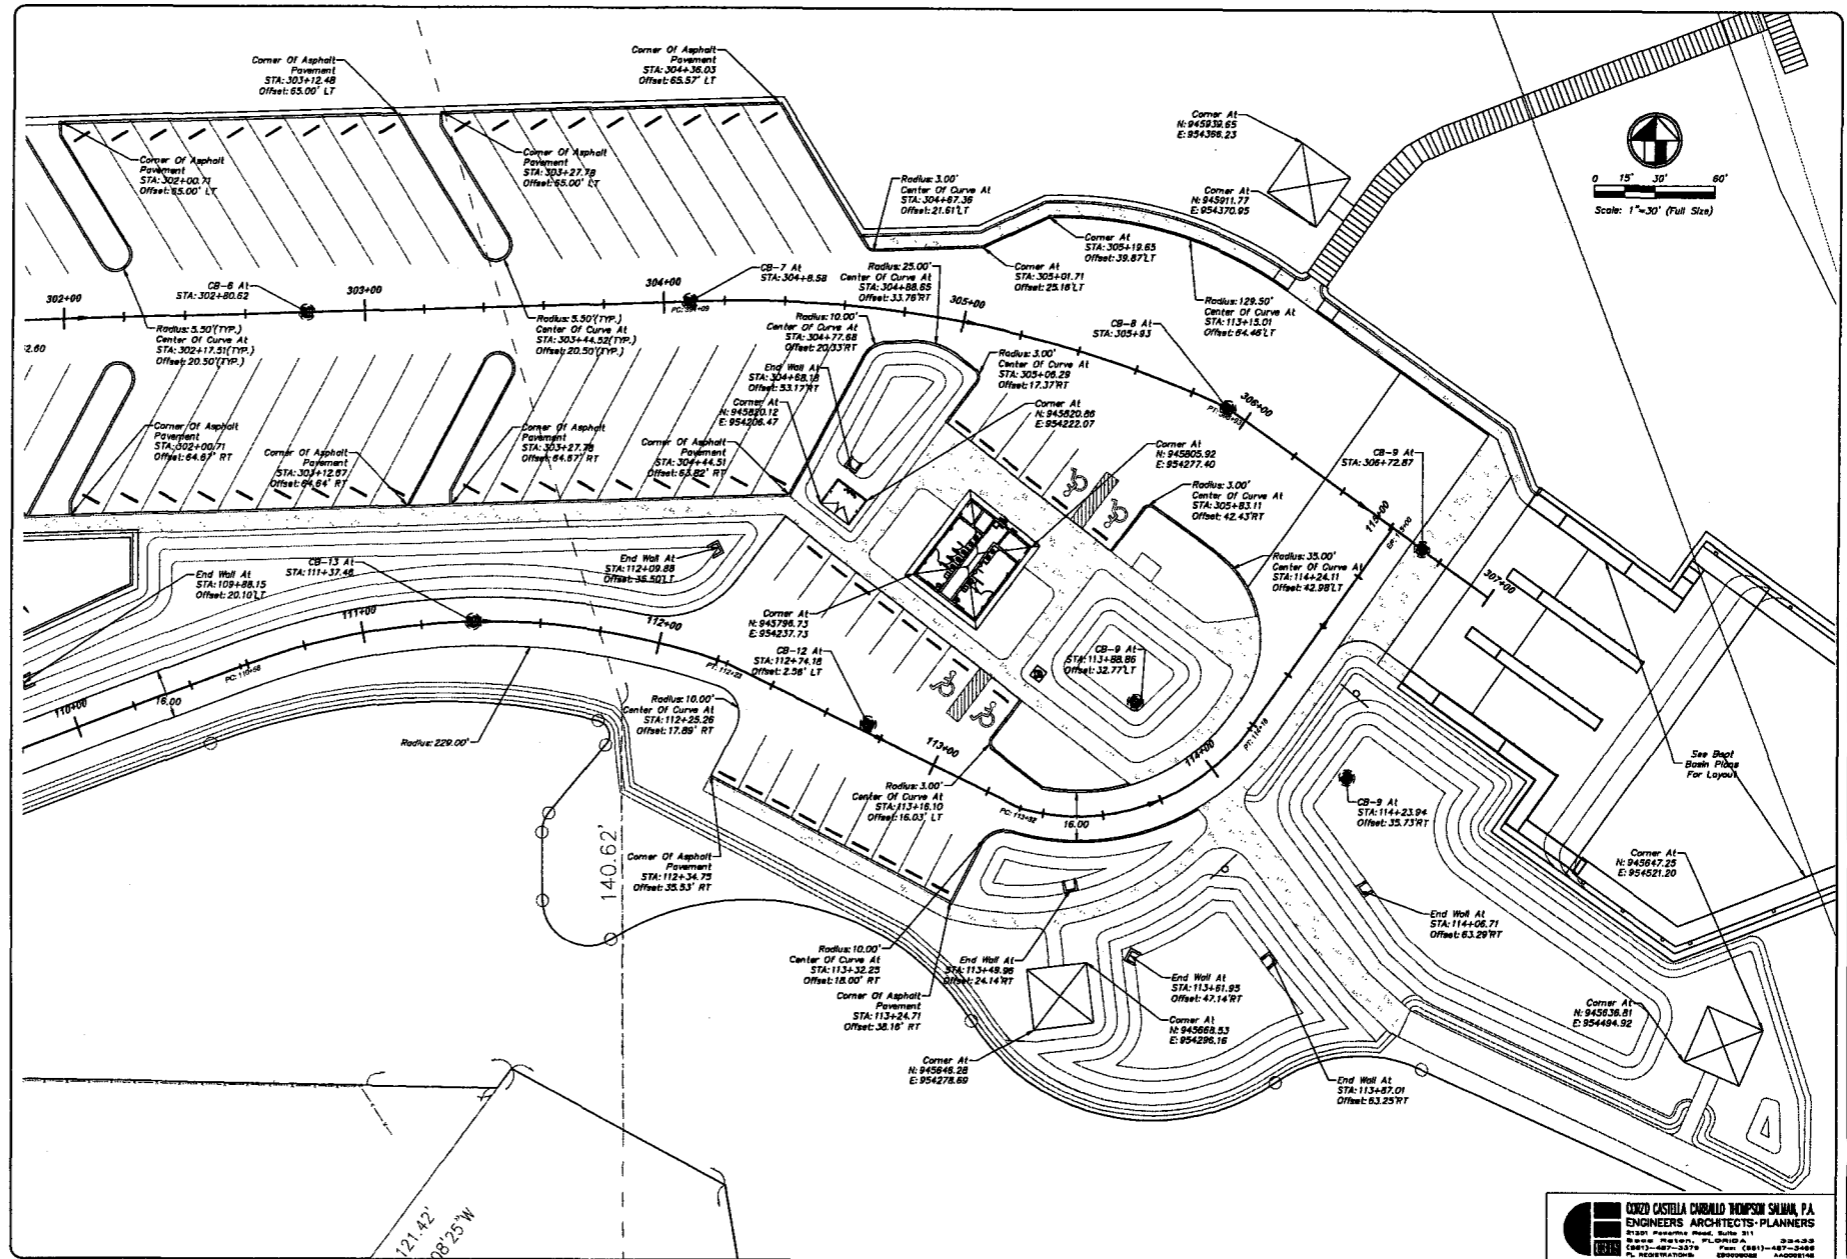 Corner Of Asphalt
Pavement
STA: 303+12.48
Offset: 65.00' LT
Corner Of Asphalt
Pavement
STA: 304+36.03
Offset: 65.57' LT
Corner Of Asphalt
Pavement
STA: 302+00.71
Offset: 65.00' LT
Corner Of Asphalt
Pavement
STA: 303+27.78
Offset: 65.00' LT
Radius: 3.00'
Center Of Curve At
STA: 304+67.36
Offset: 21.61' LT
Corner At
N: 945939.65
E: 954366.23
Corner At
N: 945911.77
E: 954370.95
0 15' 30' 60'
Scale: 1"=30' (Full Size)
Corner At
STA: 305+19.65
Offset: 39.87' LT
Corner At
STA: 305+01.71
Offset: 25.16' LT
Radius: 129.50'
Center Of Curve At
STA: 113+15.01
Offset: 64.46' LT
302+00
CB-6 At
STA: 302+80.62
303+00
304+00
CB-7 At
STA: 304+8.58
Radius: 25.00'
Center Of Curve At
STA: 304+88.65
Offset: 33.76' RT
305+00
Radius: 5.50' (TYP.)
Center Of Curve At
STA: 302+17.51 (TYP.)
Offset: 20.50' (TYP.)
Radius: 5.50' (TYP.)
Center Of Curve At
STA: 303+44.52 (TYP.)
Offset: 20.50' (TYP.)
Radius: 10.00'
Center Of Curve At
STA: 304+77.68
Offset: 20.33' RT
CB-8 At
STA: 305+93
306+00
End Wall At
STA: 304+68.18
Offset: 53.17' RT
Radius: 3.00'
Center Of Curve At
STA: 305+06.29
Offset: 17.37' RT
Corner At
N: 945820.12
E: 954206.47
Corner At
N: 945820.86
E: 954222.07
Corner At
N: 945805.92
E: 954277.40
Corner Of Asphalt
Pavement
STA: 302+00.71
Offset: 64.67' RT
Corner Of Asphalt
Pavement
STA: 303+12.67
Offset: 64.64' RT
Corner Of Asphalt
Pavement
STA: 303+27.78
Offset: 64.67' RT
Corner Of Asphalt
Pavement
STA: 304+44.51
Offset: 63.82' RT
CB-9 At
STA: 306+72.87
Radius: 3.00'
Center Of Curve At
STA: 305+83.11
Offset: 42.43' RT
115+00
307+00
End Wall At
STA: 109+88.15
Offset: 20.10' LT
CB-13 At
STA: 111+37.46
End Wall At
STA: 112+09.88
Offset: 36.50' LT
Radius: 35.00'
Center Of Curve At
STA: 114+24.11
Offset: 42.98' LT
111+00
112+00
Corner At
N: 945796.73
E: 954237.73
CB-12 At
STA: 112+74.18
Offset: 2.56' LT
CB-9 At
STA: 113+88.86
Offset: 32.77' LT
110+00
16.00
Radius: 229.00'
Radius: 10.00'
Center Of Curve At
STA: 112+25.26
Offset: 17.89' RT
113+00
114+00
See Boat
Basin Plans
For Layout
Radius: 3.00'
Center Of Curve At
STA: 113+16.10
Offset: 16.03' LT
16.00
CB-9 At
STA: 114+23.94
Offset: 35.73' RT
140.62'
Corner Of Asphalt
Pavement
STA: 112+34.75
Offset: 35.53' RT
Corner At
N: 945647.25
E: 954521.20
End Wall At
STA: 114+06.71
Offset: 63.29' RT
Radius: 10.00'
Center Of Curve At
STA: 113+32.25
Offset: 18.00' RT
End Wall At
STA: 113+49.96
Offset: 24.14' RT
End Wall At
STA: 113+61.95
Offset: 47.14' RT
Corner Of Asphalt
Pavement
STA: 113+24.71
Offset: 38.16' RT
Corner At
N: 945668.53
E: 954296.16
Corner At
N: 945636.81
E: 954494.92
Corner At
N: 945646.28
E: 954278.69
End Wall At
STA: 113+87.01
Offset: 63.25' RT
121.42'
08'25"W
CORZO CASTELLA CARBALLO THOMPSON SALMAN, P.A.
ENGINEERS ARCHITECTS·PLANNERS